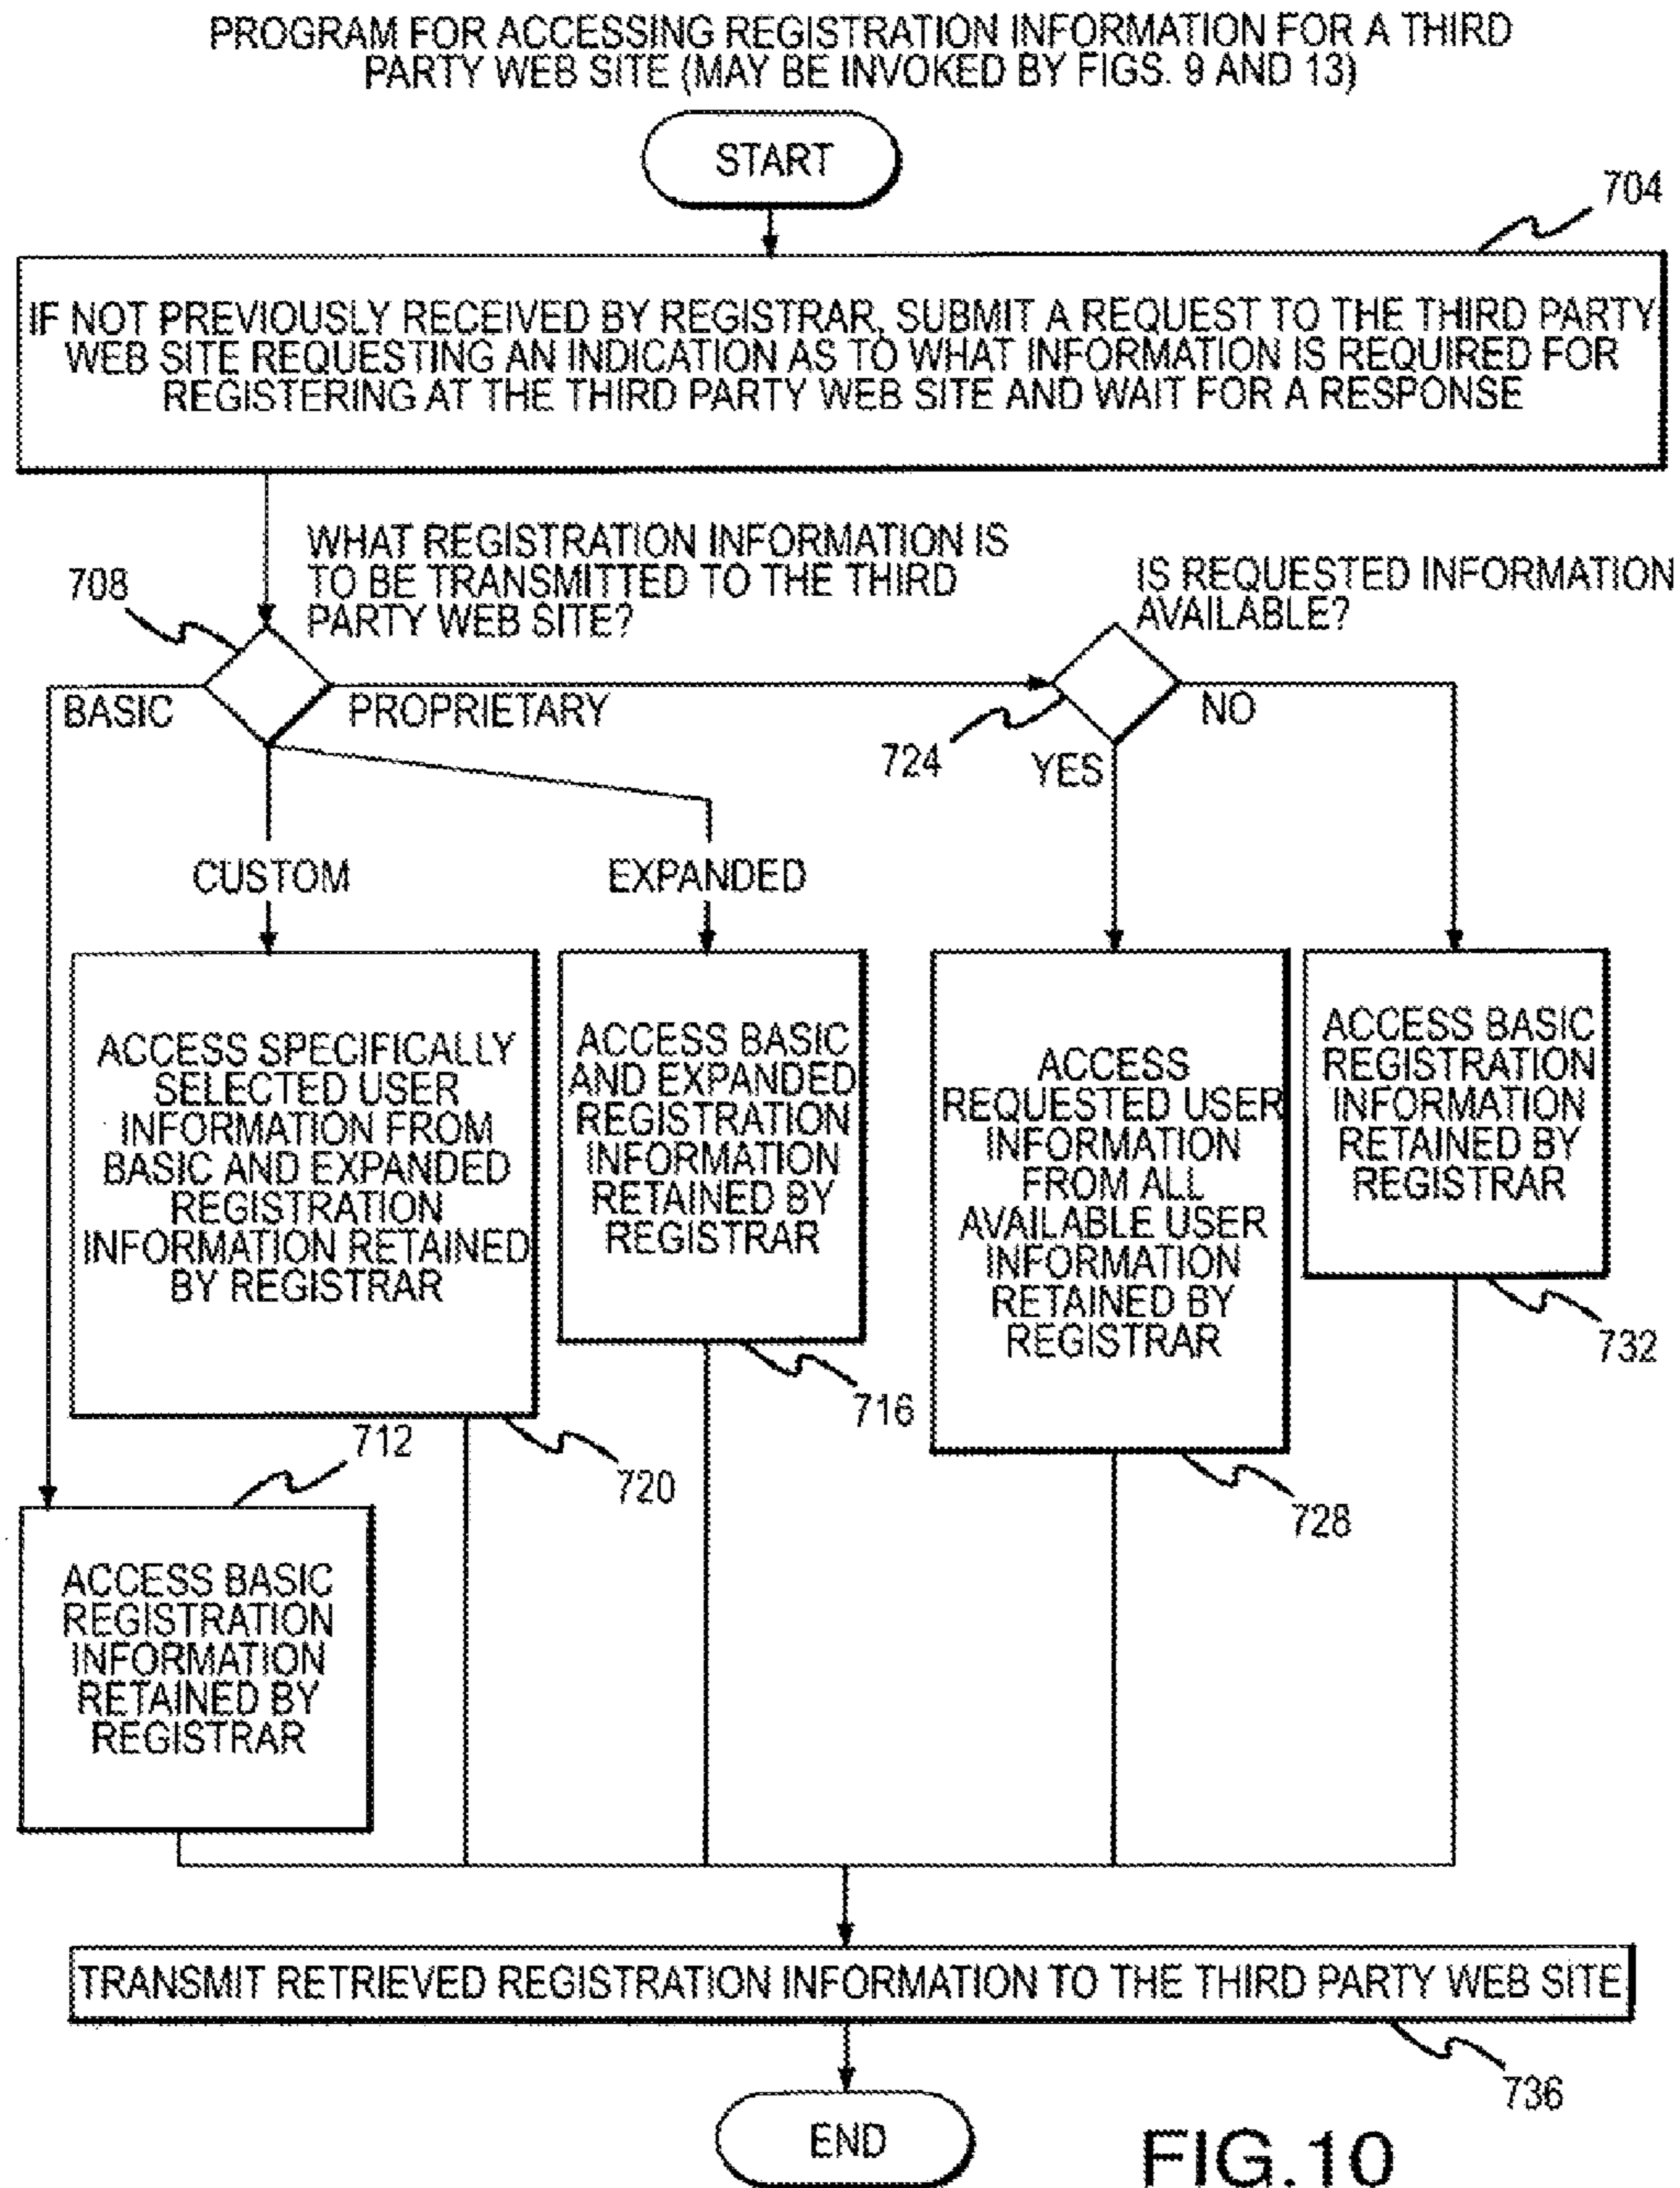 PROGRAM FOR ACCESSING REGISTRATION INFORMATION FOR A THIRD
PARTY WEB SITE (MAY BE INVOKED BY FIGS. 9 AND 13)
START
704
IF NOT PREVIOUSLY RECEIVED BY REGISTRAR, SUBMIT A REQUEST TO THE THIRD PARTY
WEB SITE REQUESTING AN INDICATION AS TO WHAT INFORMATION IS REQUIRED FOR
REGISTERING AT THE THIRD PARTY WEB SITE AND WAIT FOR A RESPONSE
708
WHAT REGISTRATION INFORMATION IS
TO BE TRANSMITTED TO THE THIRD
PARTY WEB SITE?
IS REQUESTED INFORMATION
AVAILABLE?
BASIC
PROPRIETARY
724
NO
YES
CUSTOM
EXPANDED
ACCESS SPECIFICALLY
SELECTED USER
INFORMATION FROM
BASIC AND EXPANDED
REGISTRATION
INFORMATION RETAINED
BY REGISTRAR
720
ACCESS BASIC
AND EXPANDED
REGISTRATION
INFORMATION
RETAINED BY
REGISTRAR
716
ACCESS
REQUESTED USER
INFORMATION
FROM ALL
AVAILABLE USER
INFORMATION
RETAINED BY
REGISTRAR
728
ACCESS BASIC
REGISTRATION
INFORMATION
RETAINED BY
REGISTRAR
732
712
ACCESS BASIC
REGISTRATION
INFORMATION
RETAINED BY
REGISTRAR
TRANSMIT RETRIEVED REGISTRATION INFORMATION TO THE THIRD PARTY WEB SITE
736
END
FIG.10